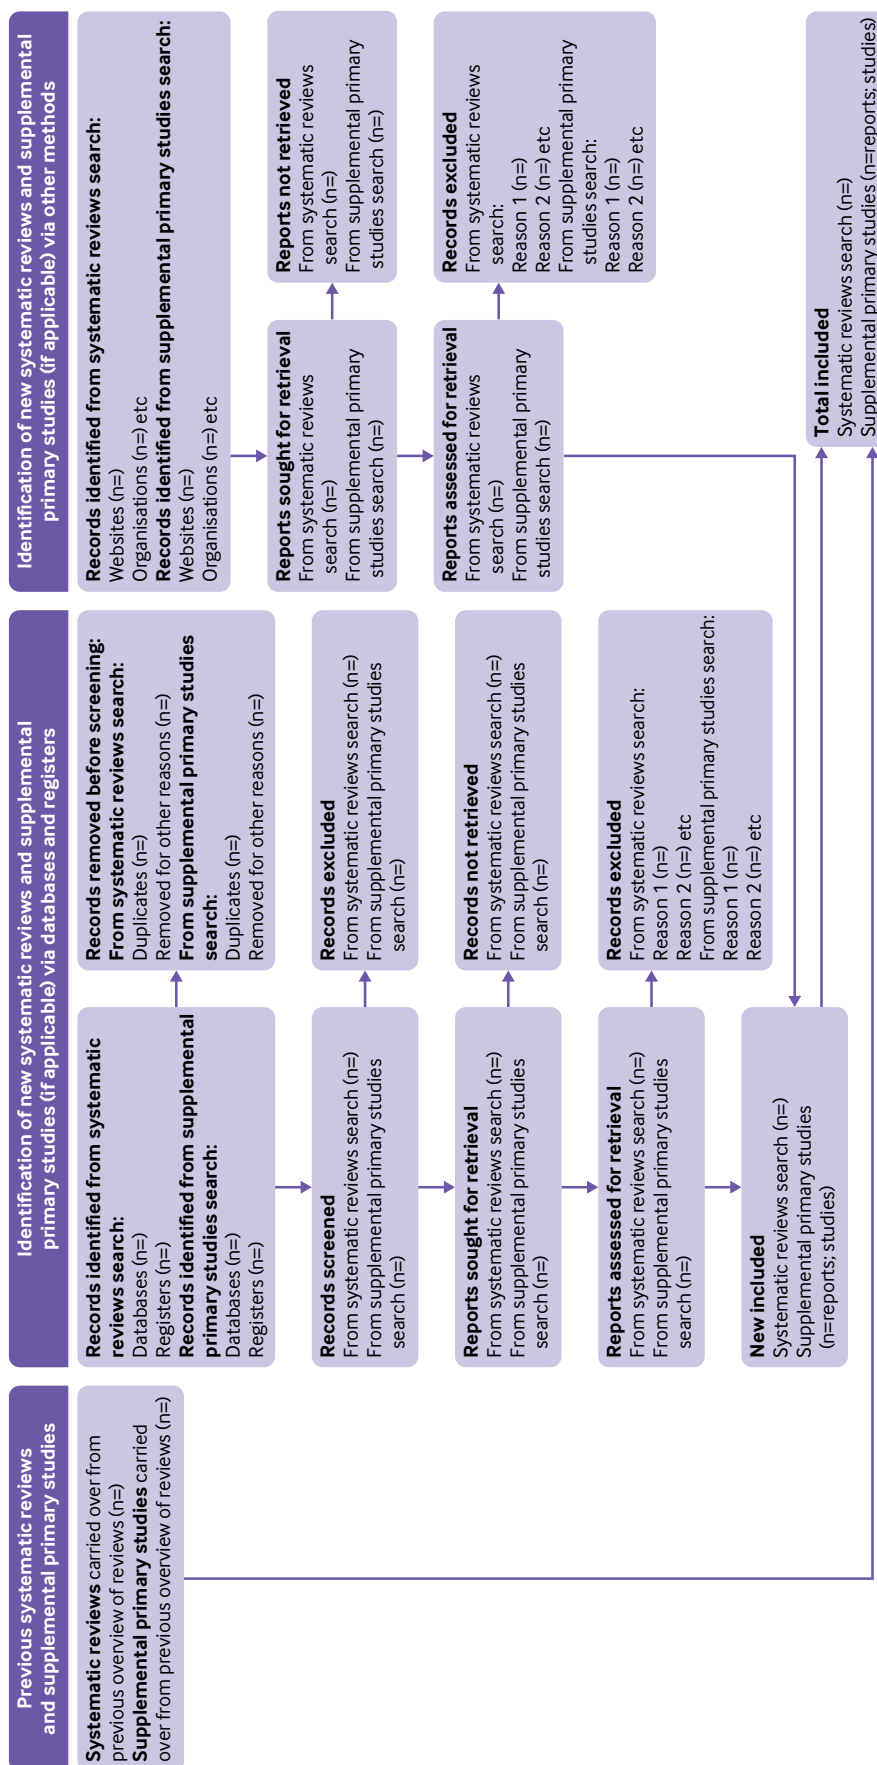 Previous systematic reviews
and supplemental primary studies
Systematic reviews carried over from
previous overview of reviews (n=)
Supplemental primary studies carried
over from previous overview of reviews (n=)
Identification of new systematic reviews and supplemental
primary studies (if applicable) via databases and registers
Records identified from systematic
reviews search:
Databases (n=)
Registers (n=)
Records identified from supplemental
primary studies search:
Databases (n=)
Registers (n=)
Records removed before screening:
From systematic reviews search:
Duplicates (n=)
Removed for other reasons (n=)
From supplemental primary studies
search:
Duplicates (n=)
Removed for other reasons (n=)
Records screened
From systematic reviews search (n=)
From supplemental primary studies
search (n=)
Records excluded
From systematic reviews search (n=)
From supplemental primary studies
search (n=)
Reports sought for retrieval
From systematic reviews search (n=)
From supplemental primary studies
search (n=)
Records not retrieved
From systematic reviews search (n=)
From supplemental primary studies
search (n=)
Reports assessed for retrieval
From systematic reviews search (n=)
From supplemental primary studies
search (n=)
Records excluded
From systematic reviews search:
Reason 1 (n=)
Reason 2 (n=) etc
From supplemental primary studies search:
Reason 1 (n=)
Reason 2 (n=) etc
New included
Systematic reviews search (n=)
Supplemental primary studies
(n=reports; studies)
Identification of new systematic reviews and supplemental
primary studies (if applicable) via other methods
Records identified from systematic reviews search:
Websites (n=)
Organisations (n=) etc
Records identified from supplemental primary studies search:
Websites (n=)
Organisations (n=) etc
Reports sought for retrieval
From systematic reviews
search (n=)
From supplemental primary
studies search (n=)
Reports not retrieved
From systematic reviews
search (n=)
From supplemental primary
studies search (n=)
Reports assessed for retrieval
From systematic reviews
search (n=)
From supplemental primary
studies search (n=)
Records excluded
From systematic reviews
search:
Reason 1 (n=)
Reason 2 (n=) etc
From supplemental primary
studies search:
Reason 1 (n=)
Reason 2 (n=) etc
Total included
Systematic reviews search (n=)
Supplemental primary studies (n=reports; studies)